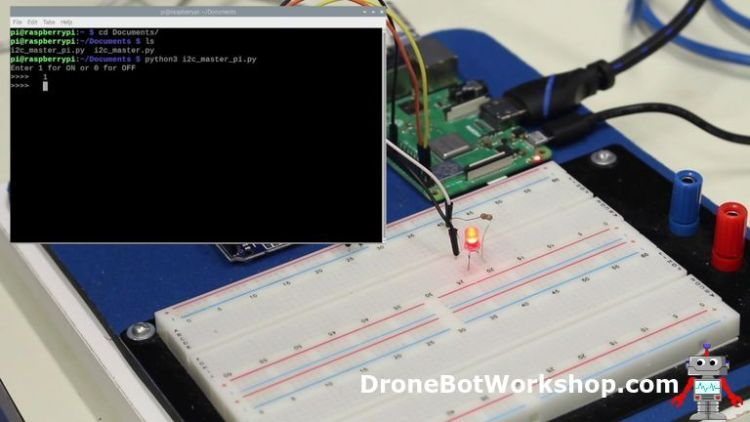 pi@raspberrypi: ~/Documents
File Edit Tabs Help
pi@raspberrypi:~ $ cd Documents/
pi@raspberrypi:~/Documents $ ls
i2c_master_pi.py  i2c_master.py
pi@raspberrypi:~/Documents $ python3 i2c_master_pi.py
Enter 1 for ON or 0 for OFF
>>>>   1
>>>>
DroneBotWorkshop.com